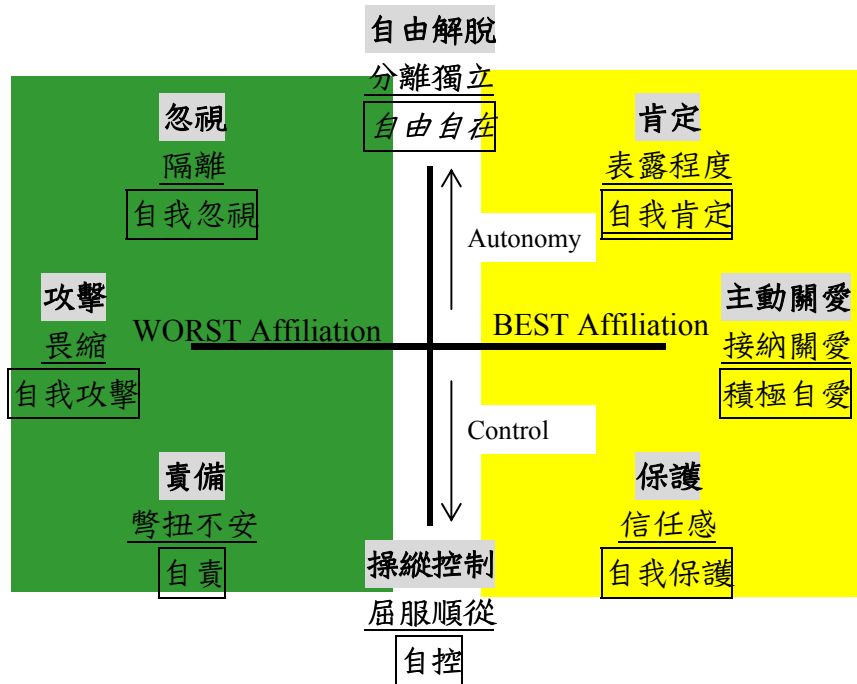 自由解脫
分離獨立
自由自在
忽視
隔離
自我忽視
肯定
表露程度
自我肯定
Autonomy
攻擊
畏縮
自我攻擊
WORST Affiliation
BEST Affiliation
主動關愛
接納關愛
積極自愛
Control
責備
彆扭不安
自責
保護
信任感
自我保護
操縱控制
屈服順從
自控